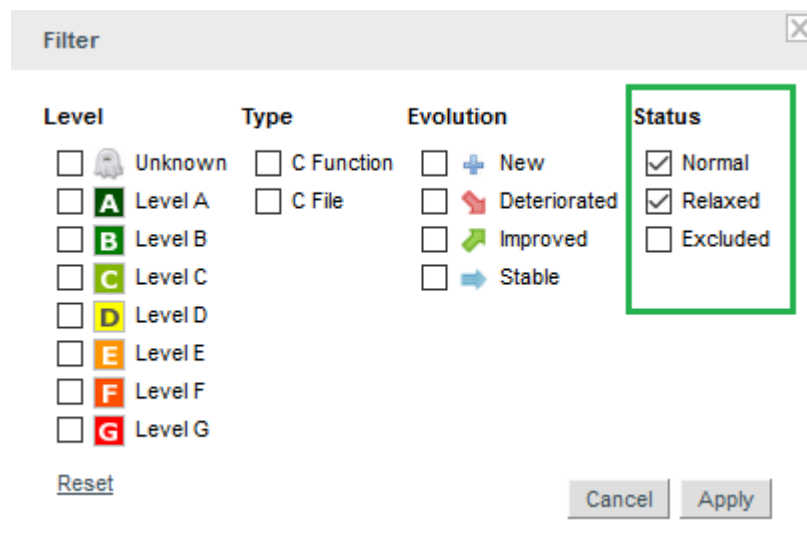 Filter
Level Type Evolution Status
Unknown C Function New Normal
A Level A C File Deteriorated Relaxed
B Level B Improved Excluded
C Level C Stable
D Level D
E Level E
F Level F
G Level G
Reset
Cancel Apply